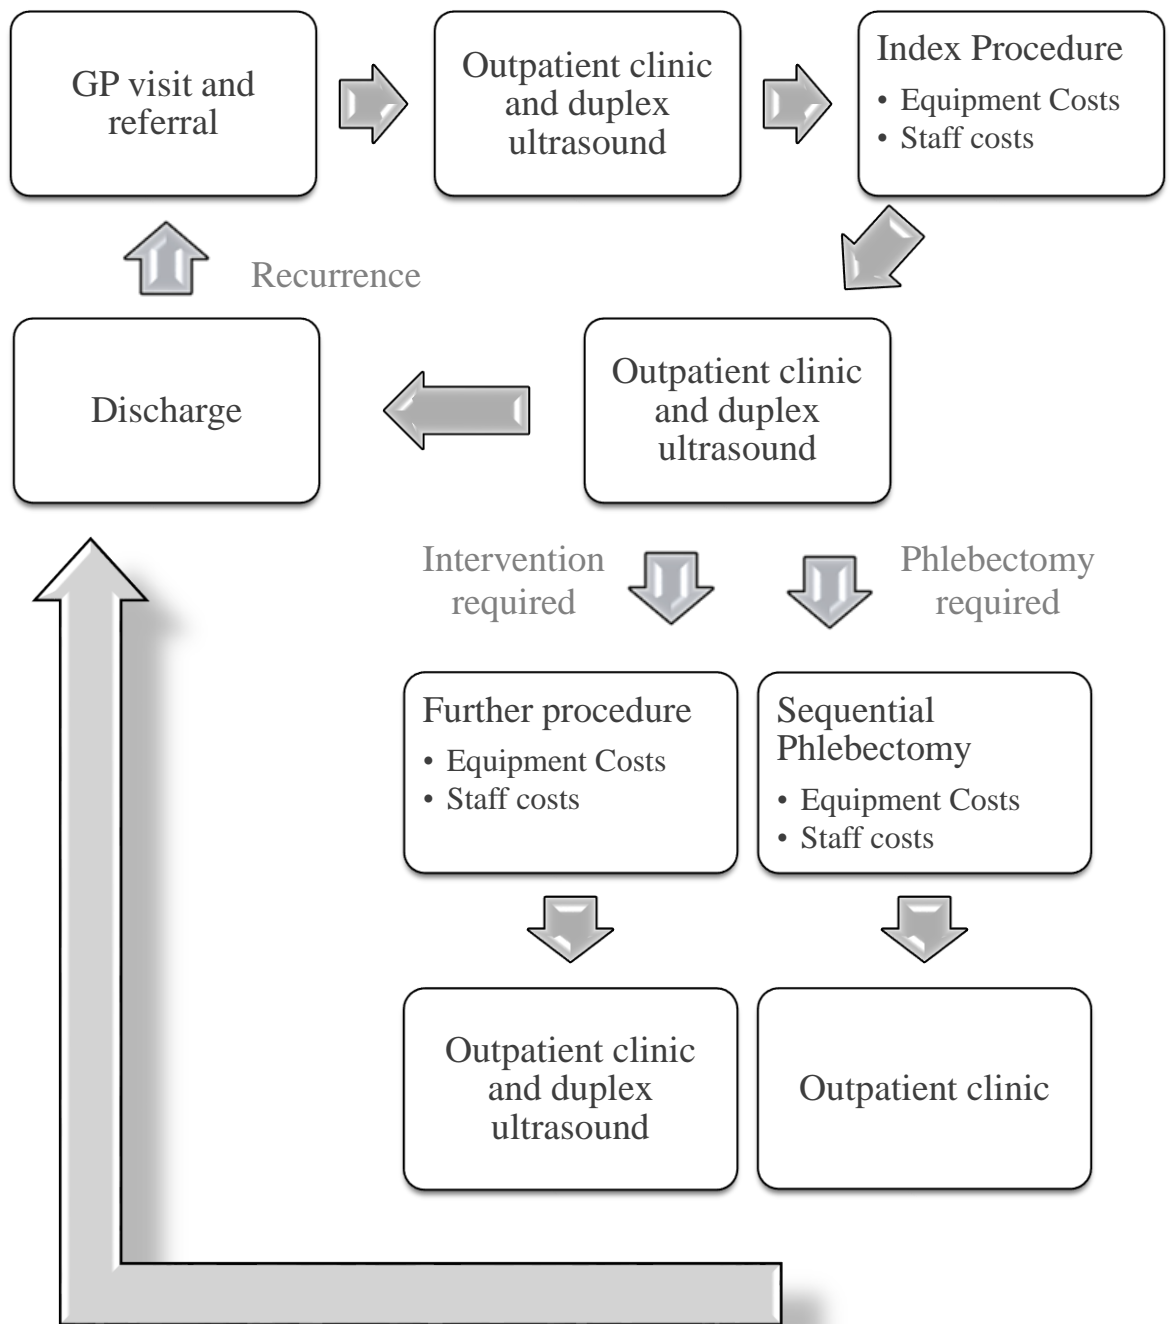 GP visit and
referral
Outpatient clinic
and duplex
ultrasound
Index Procedure
• Equipment Costs
• Staff costs
Recurrence
Discharge
Outpatient clinic
and duplex
ultrasound
Intervention
required
Phlebectomy
required
Further procedure
• Equipment Costs
• Staff costs
Sequential
Phlebectomy
• Equipment Costs
• Staff costs
Outpatient clinic
and duplex
ultrasound
Outpatient clinic